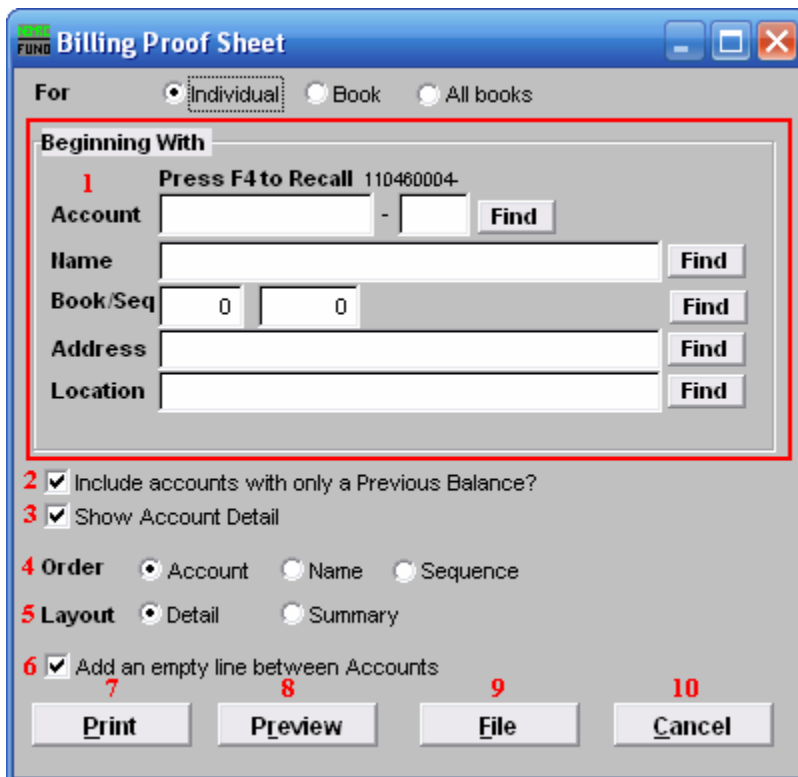 FUND Billing Proof Sheet
For Individual Book All books
Beginning With
1 Press F4 to Recall 110460004-
Account - Find
Name Find
Book/Seq 0 0 Find
Address Find
Location Find
2 Include accounts with only a Previous Balance?
3 Show Account Detail
4 Order Account Name Sequence
5 Layout Detail Summary
6 Add an empty line between Accounts
7 8 9 10
Print Preview File Cancel